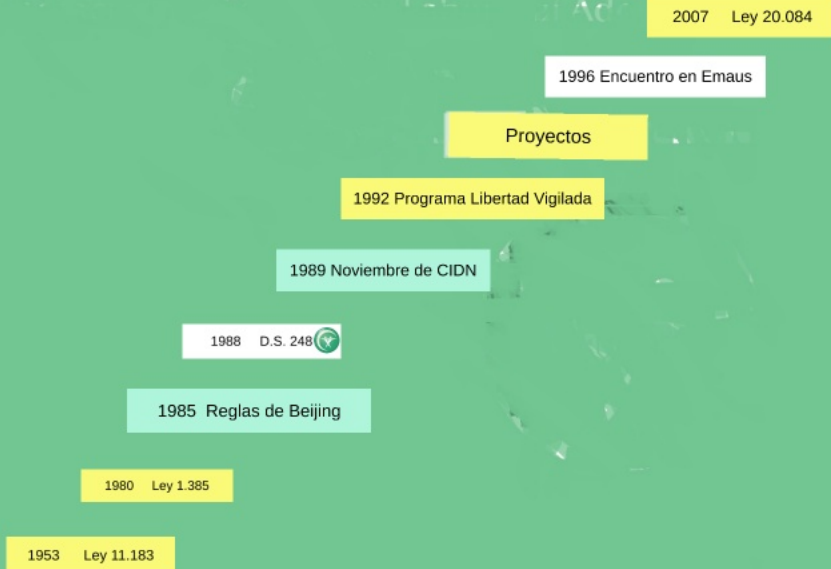 2007 Ley 20.084
1996 Encuentro en Emaus
Proyectos
1992 Programa Libertad Vigilada
1989 Noviembre de CIDN
1988 D.S. 248
1985 Reglas de Beijing
1980 Ley 1.385
1953 Ley 11.183